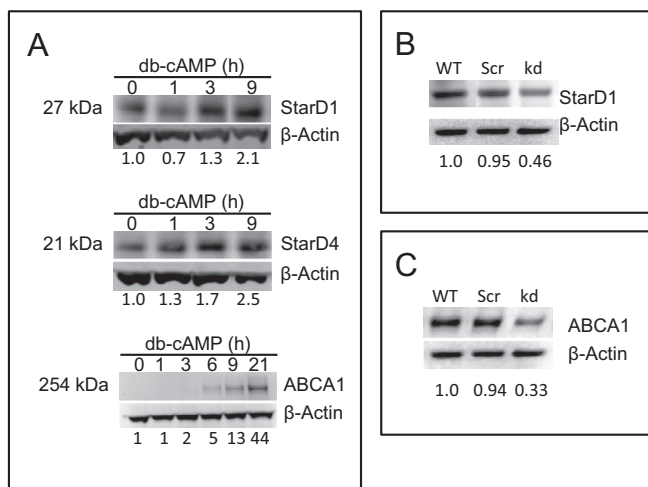 A
db-cAMP (h)
0 1 3 9
27 kDa StarD1
β-Actin
1.0 0.7 1.3 2.1
db-cAMP (h)
0 1 3 9
21 kDa StarD4
β-Actin
1.0 1.3 1.7 2.5
db-cAMP (h)
0 1 3 6 9 21
254 kDa ABCA1
β-Actin
1 1 2 5 13 44
B
WT Scr kd
StarD1
β-Actin
1.0 0.95 0.46
C
WT Scr kd
ABCA1
β-Actin
1.0 0.94 0.33